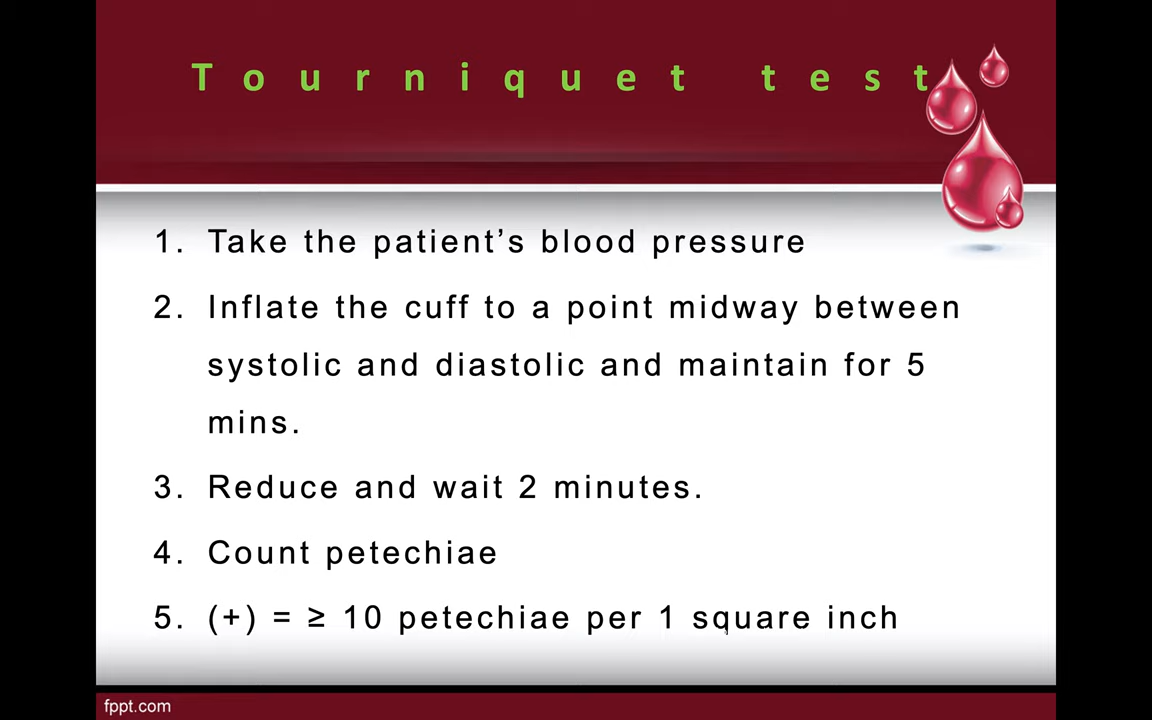 Tourniquet test
1. Take the patient’s blood pressure
2. Inflate the cuff to a point midway between
systolic and diastolic and maintain for 5
mins.
3. Reduce and wait 2 minutes.
4. Count petechiae
5. (+) = ≥ 10 petechiae per 1 square inch
fppt.com